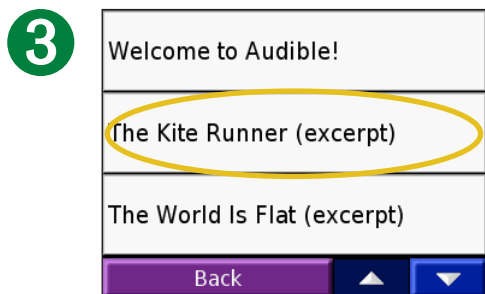 3
Welcome to Audible!
The Kite Runner (excerpt)
The World Is Flat (excerpt)
Back